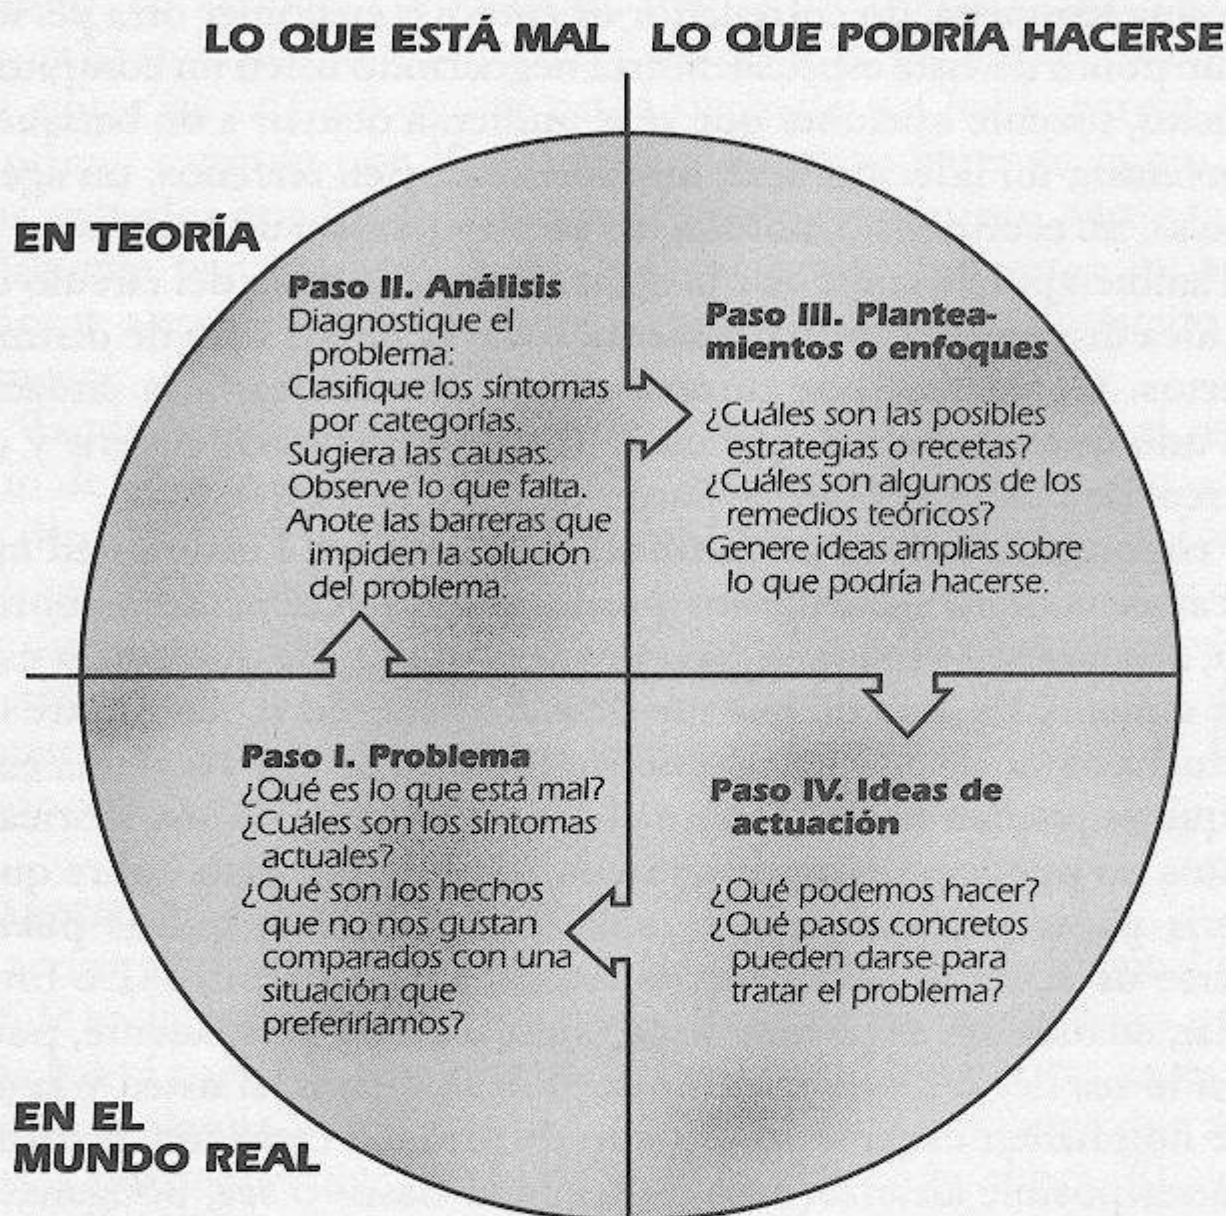 LO QUE ESTÁ MAL
LO QUE PODRÍA HACERSE
EN TEORÍA
Paso II. Análisis
Diagnostique el
problema:
Clasifique los síntomas
por categorías.
Sugiera las causas.
Observe lo que falta.
Anote las barreras que
impiden la solución
del problema.
Paso III. Plantea-
mientos o enfoques
¿Cuáles son las posibles
estrategias o recetas?
¿Cuáles son algunos de los
remedios teóricos?
Genere ideas amplias sobre
lo que podría hacerse.
Paso I. Problema
¿Qué es lo que está mal?
¿Cuáles son los síntomas
actuales?
¿Qué son los hechos
que no nos gustan
comparados con una
situación que
preferiríamos?
Paso IV. Ideas de
actuación
¿Qué podemos hacer?
¿Qué pasos concretos
pueden darse para
tratar el problema?
EN EL
MUNDO REAL